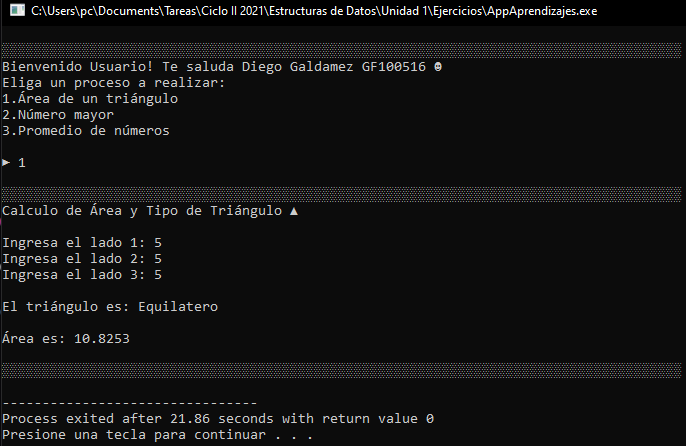 C:\Users\pc\Documents\Tareas\Ciclo II 2021\Estructuras de Datos\Unidad 1\Ejercicios\AppAprendizajes.exe
Bienvenido Usuario! Te saluda Diego Galdamez GF100516 ☻
Eliga un proceso a realizar:
1.Área de un triángulo
2.Número mayor
3.Promedio de números
► 1
Calculo de Área y Tipo de Triángulo ▲
Ingresa el lado 1: 5
Ingresa el lado 2: 5
Ingresa el lado 3: 5
El triángulo es: Equilatero
Área es: 10.8253
--------------------------------
Process exited after 21.86 seconds with return value 0
Presione una tecla para continuar . . .